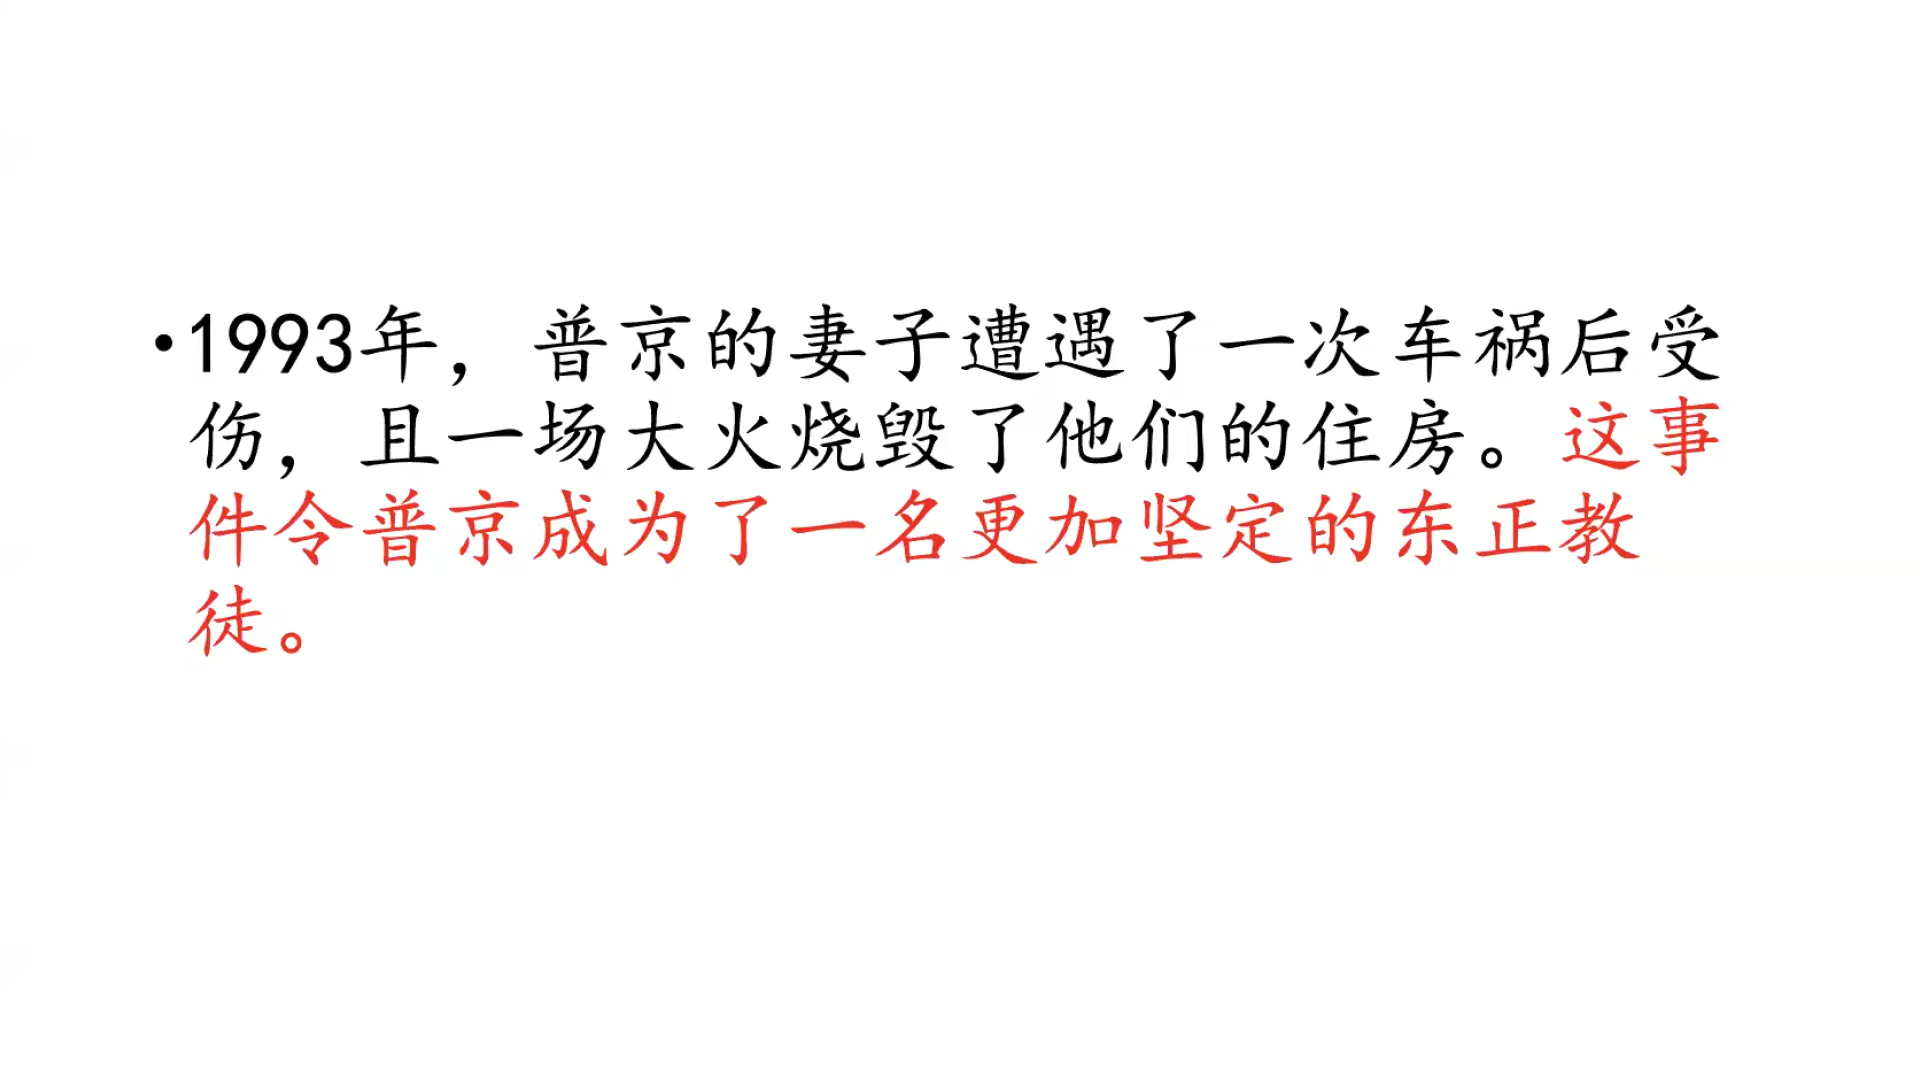 •1993年，普京的妻子遭遇了一次车祸后受
伤，且一场大火烧毁了他们的住房。这事
件令普京成为了一名更加坚定的东正教
徒。